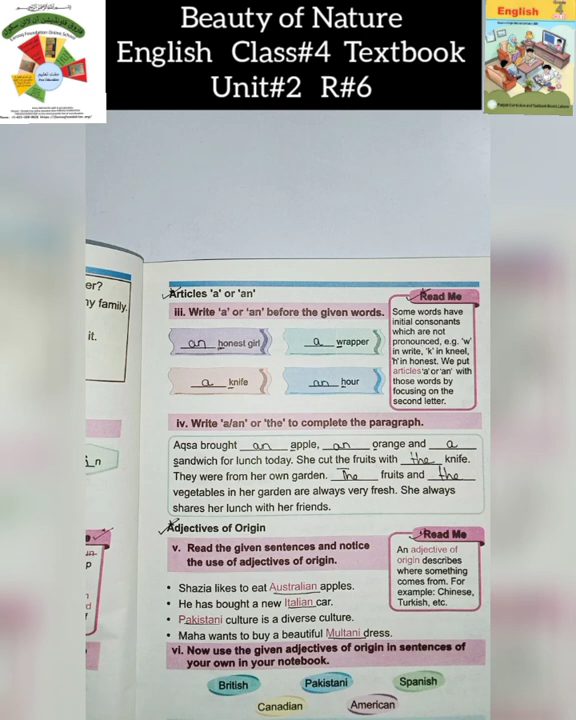 Beauty of Nature
English Class#4 Textbook
Unit#2 R#6
English
4
Articles 'a' or 'an'
iii. Write 'a' or 'an' before the given words.
an honest girl
a wrapper
a knife
an hour
Read Me
Some words have
initial consonants
which are not
pronounced, e.g. 'w'
in write, 'k' in kneel,
'h' in honest. We put
articles 'a' or 'an' with
those words by
focusing on the
second letter.
iv. Write 'a/an' or 'the' to complete the paragraph.
Aqsa brought an apple, an orange and a
sandwich for lunch today. She cut the fruits with the knife.
They were from her own garden. The fruits and the
vegetables in her garden are always very fresh. She always
shares her lunch with her friends.
Adjectives of Origin
v. Read the given sentences and notice
the use of adjectives of origin.
Read Me
An adjective of
origin describes
where something
comes from. For
example: Chinese,
Turkish, etc.
• Shazia likes to eat Australian apples.
• He has bought a new Italian car.
• Pakistani culture is a diverse culture.
• Maha wants to buy a beautiful Multani dress.
vi. Now use the given adjectives of origin in sentences of
your own in your notebook.
British
Pakistani
Spanish
Canadian
American
er?
ny family.
it.
i_n